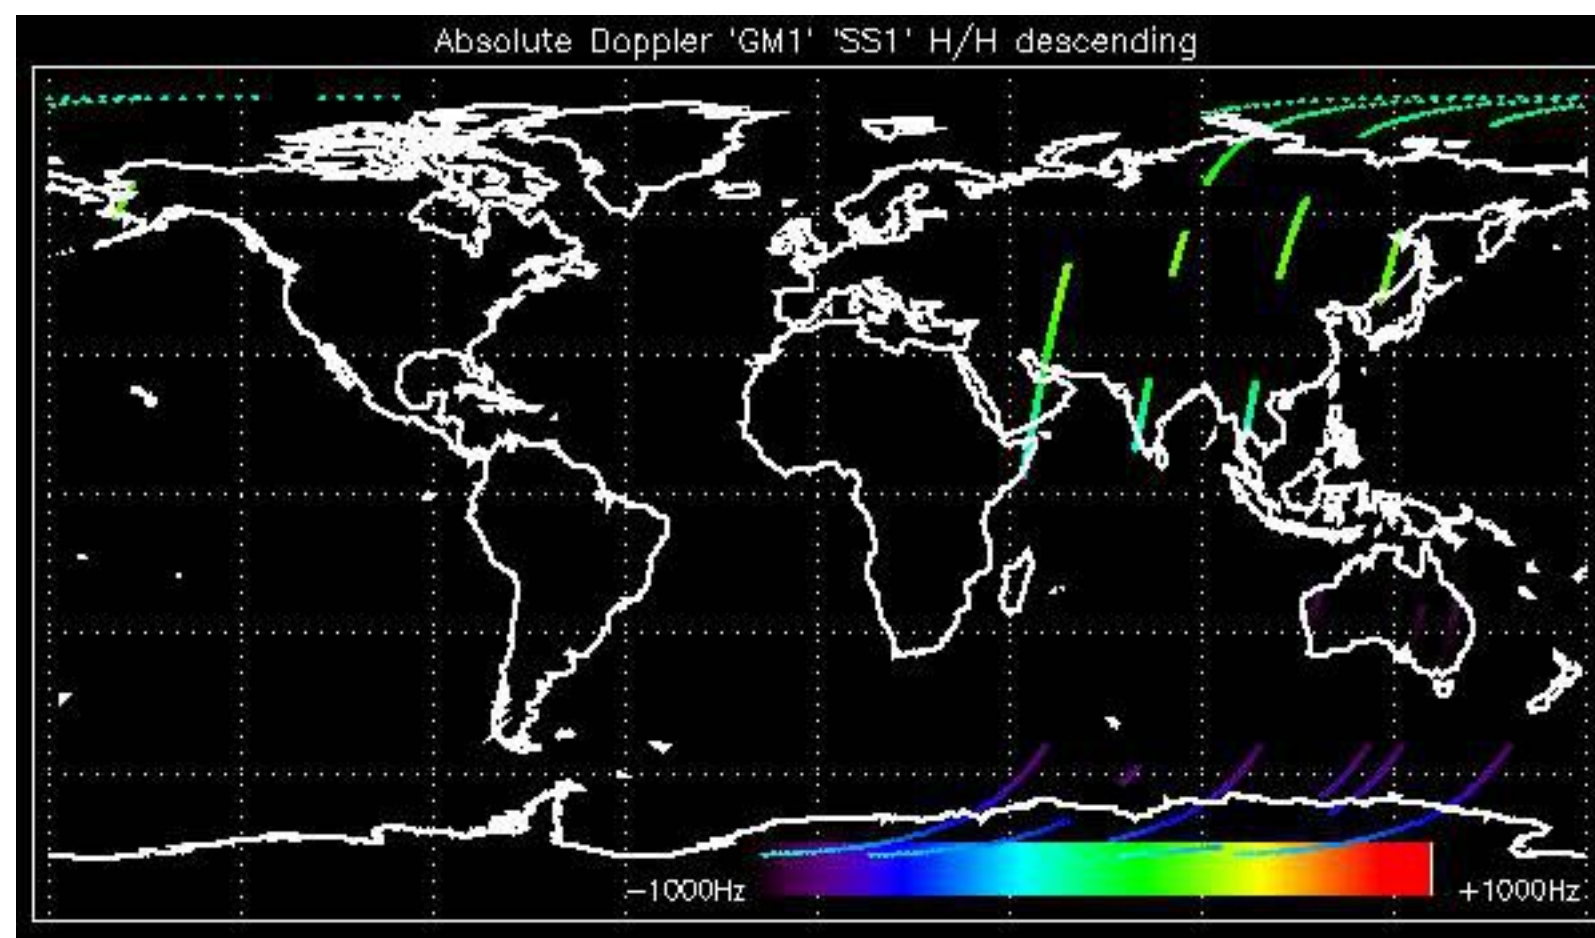 Absolute Doppler 'GM1' 'SS1' H/H descending
-1000Hz +1000Hz